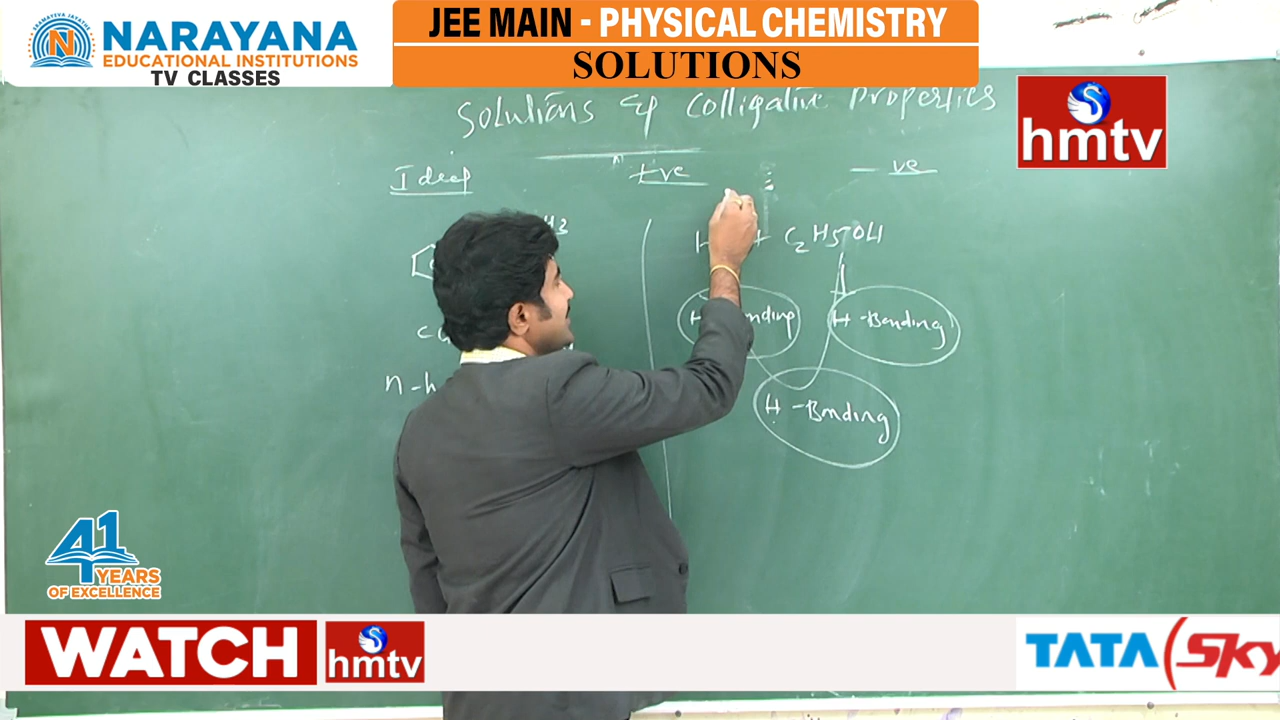 NARAYANA
EDUCATIONAL INSTITUTIONS
TV CLASSES
JEE MAIN - PHYSICAL CHEMISTRY
SOLUTIONS
hmtv
Solutions & Colligative Properties
Ideal
+ve
- ve
H3
H + C2H5OH
H-Bonding
H-Bonding
n-h
H-Bonding
41
YEARS
OF EXCELLENCE
WATCH
hmtv
TATA Sky